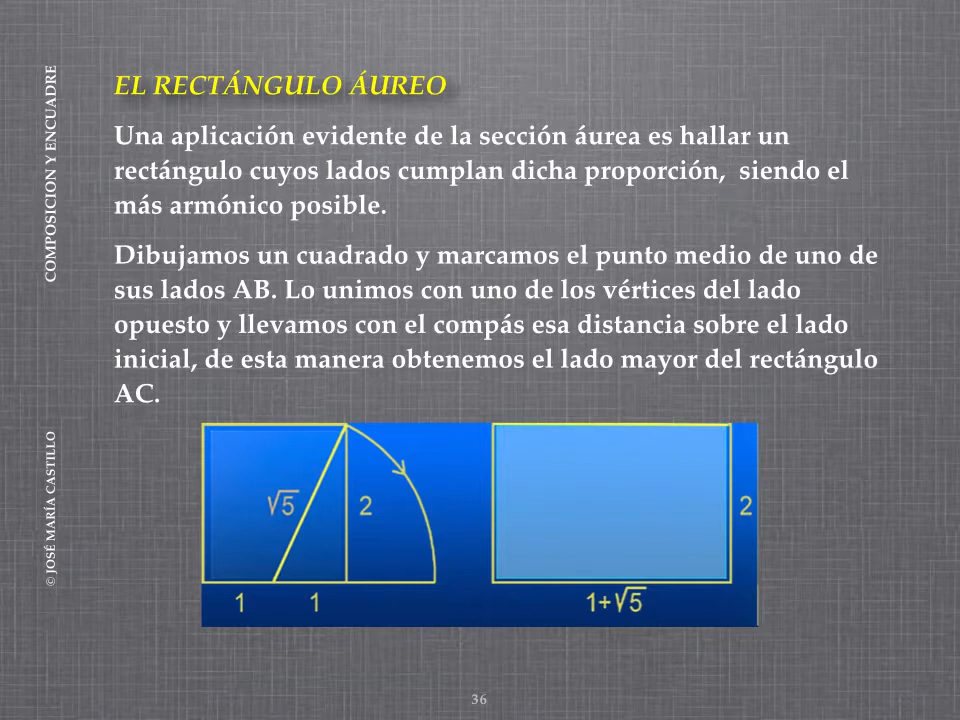 COMPOSICION Y ENCUADRE
© JOSÉ MARÍA CASTILLO
EL RECTÁNGULO ÁUREO
Una aplicación evidente de la sección áurea es hallar un
rectángulo cuyos lados cumplan dicha proporción, siendo el
más armónico posible.
Dibujamos un cuadrado y marcamos el punto medio de uno de
sus lados AB. Lo unimos con uno de los vértices del lado
opuesto y llevamos con el compás esa distancia sobre el lado
inicial, de esta manera obtenemos el lado mayor del rectángulo
AC.
√5 2 2
1 1 1+√5
36